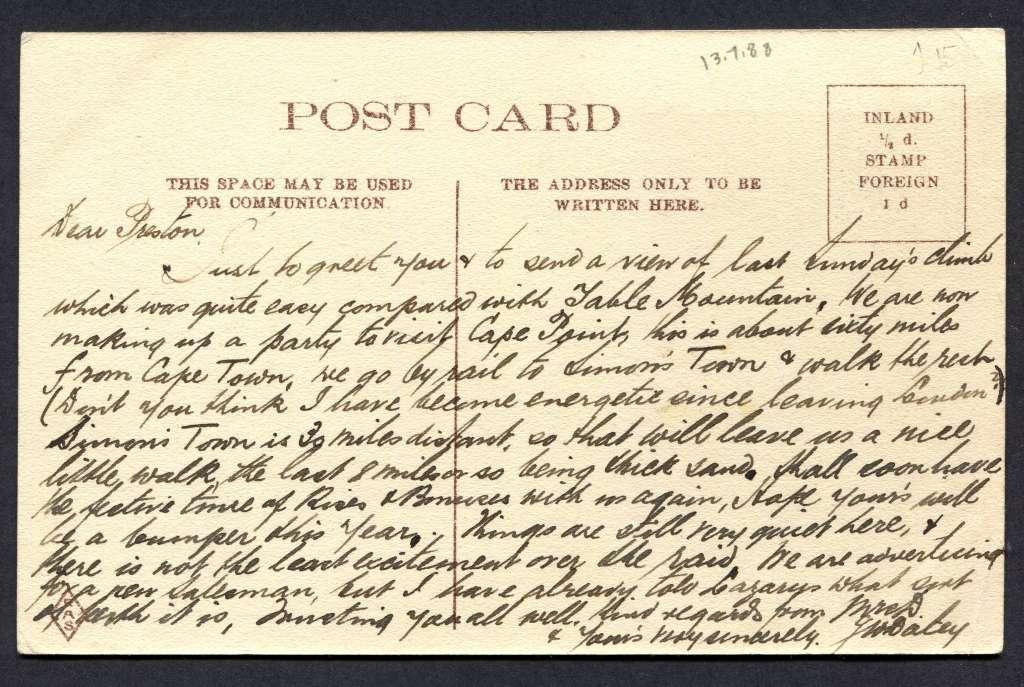 13.7.88
15
POST CARD
INLAND
½ d.
STAMP
FOREIGN
1 d
THIS SPACE MAY BE USED
FOR COMMUNICATION.
THE ADDRESS ONLY TO BE
WRITTEN HERE.
Dear Preston.
Just to greet you & to send a view of last Sunday's climb
which was quite easy compared with Table Mountain. We are now
making up a party to visit Cape Point, this is about sixty miles
from Cape Town, we go by rail to Simons Town & walk the rest
(Don't you think I have become energetic since leaving London?)
Simons Town is 30 miles distant, so that will leave us a nice
little walk, the last 8 miles or so being thick sand. Shall soon have
the festive time of Rises & Bonuses with us again, Hope yours will
be a bumper this year. Things are still very quiet here, &
there is not the least excitement over the raid. We are advertising
for a new salesman, but I have already told Lazarus what sort
of berth it is, Trusting you all well. Kind regards from Mrs B.
& Yours very sincerely. J W Bailey